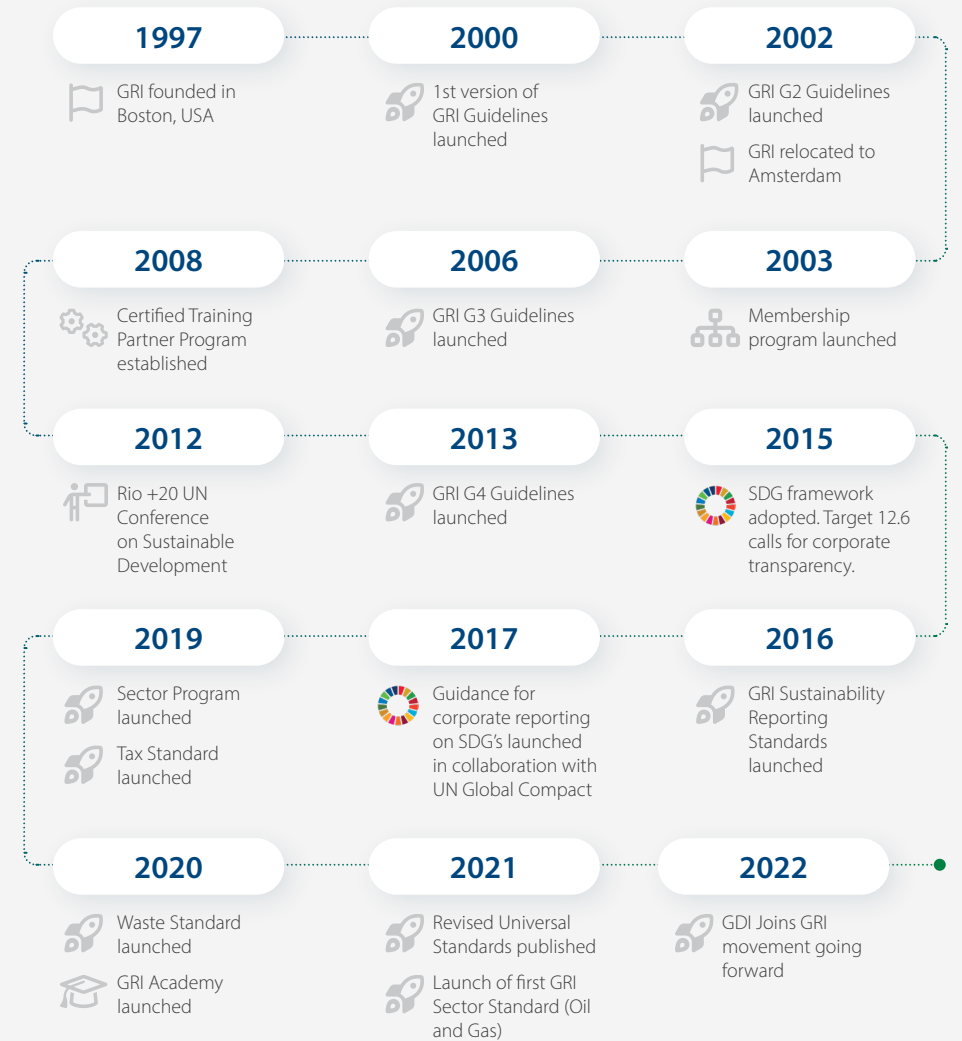 1997
GRI founded in
Boston, USA
2000
1st version of
GRI Guidelines
launched
2002
GRI G2 Guidelines
launched
GRI relocated to
Amsterdam
2003
Membership
program launched
2006
GRI G3 Guidelines
launched
2008
Certified Training
Partner Program
established
2012
Rio +20 UN
Conference
on Sustainable
Development
2013
GRI G4 Guidelines
launched
2015
SDG framework
adopted. Target 12.6
calls for corporate
transparency.
2016
GRI Sustainability
Reporting
Standards
launched
2017
Guidance for
corporate reporting
on SDG's launched
in collaboration with
UN Global Compact
2019
Sector Program
launched
Tax Standard
launched
2020
Waste Standard
launched
GRI Academy
launched
2021
Revised Universal
Standards published
Launch of first GRI
Sector Standard (Oil
and Gas)
2022
GDI Joins GRI
movement going
forward